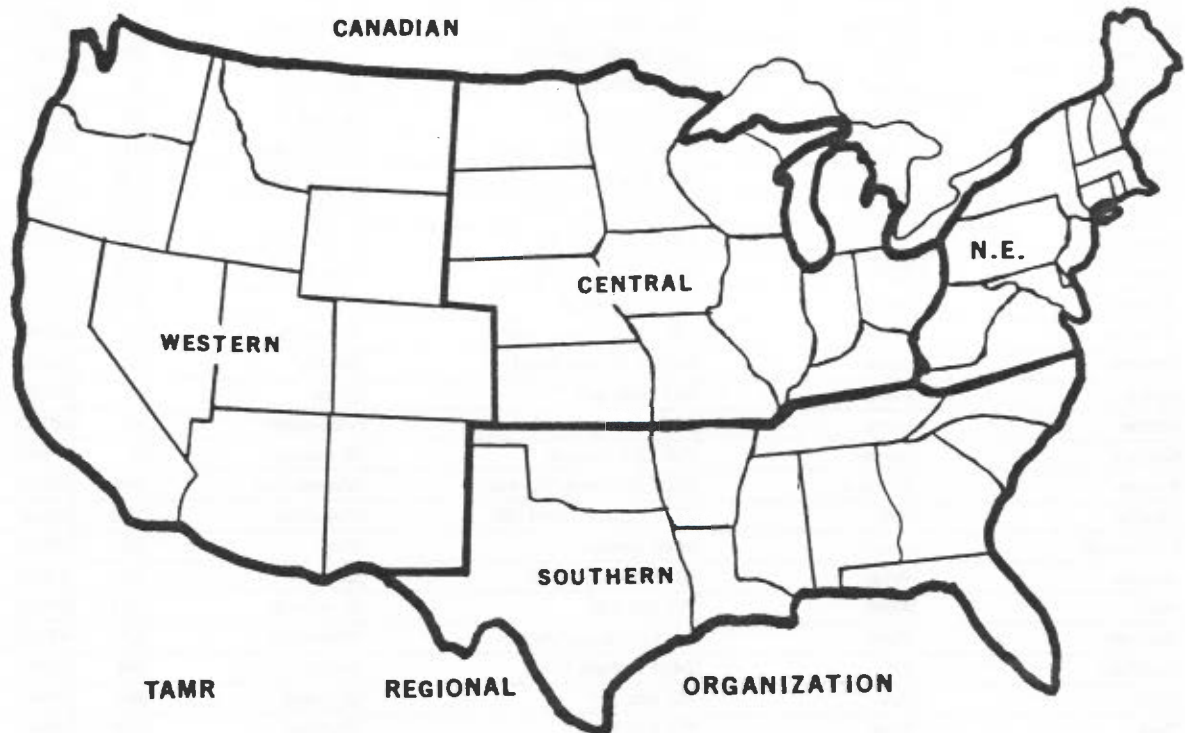 CANADIAN
N.E.
CENTRAL
WESTERN
SOUTHERN
TAMR REGIONAL ORGANIZATION